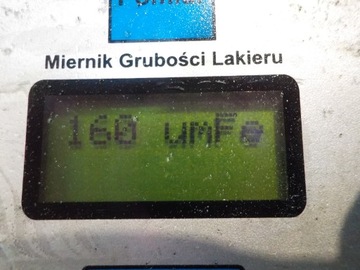 Miernik Grubości Lakieru
160 umFe